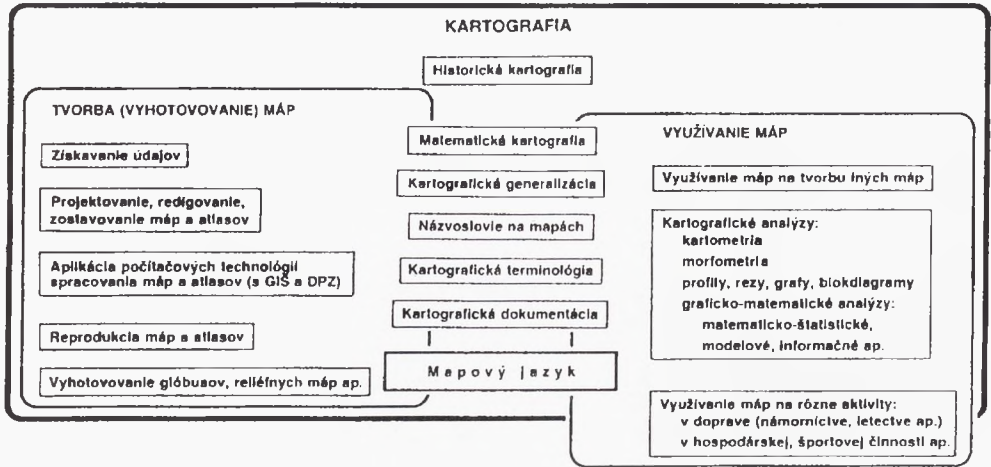 KARTOGRAFIA
Historická kartografia
TVORBA (VYHOTOVOVANIE) MÁP
Získavanie údajov
Projektovanie, redigovanie,
zostavovanie máp a atlasov
Aplikácia počítačových technológií
spracovania máp a atlasov (s GIS a DPZ)
Reprodukcia máp a atlasov
Vyhotovovanie glóbusov, reliéfnych máp ap.
Matematická kartografia
Kartografická generalizácia
Názvoslovie na mapách
Kartografická terminológia
Kartografická dokumentácia
Mapový jazyk
VYUŽÍVANIE MÁP
Využívanie máp na tvorbu iných máp
Kartografické analýzy:
kartometria
morfometria
profily, rezy, grafy, blokdiagramy
graficko-matematické analýzy:
matematicko-štatistické,
modelové, informačné ap.
Využívanie máp na rôzne aktivity:
v doprave (námorníctve, letectve ap.)
v hospodárskej, športovej činnosti ap.